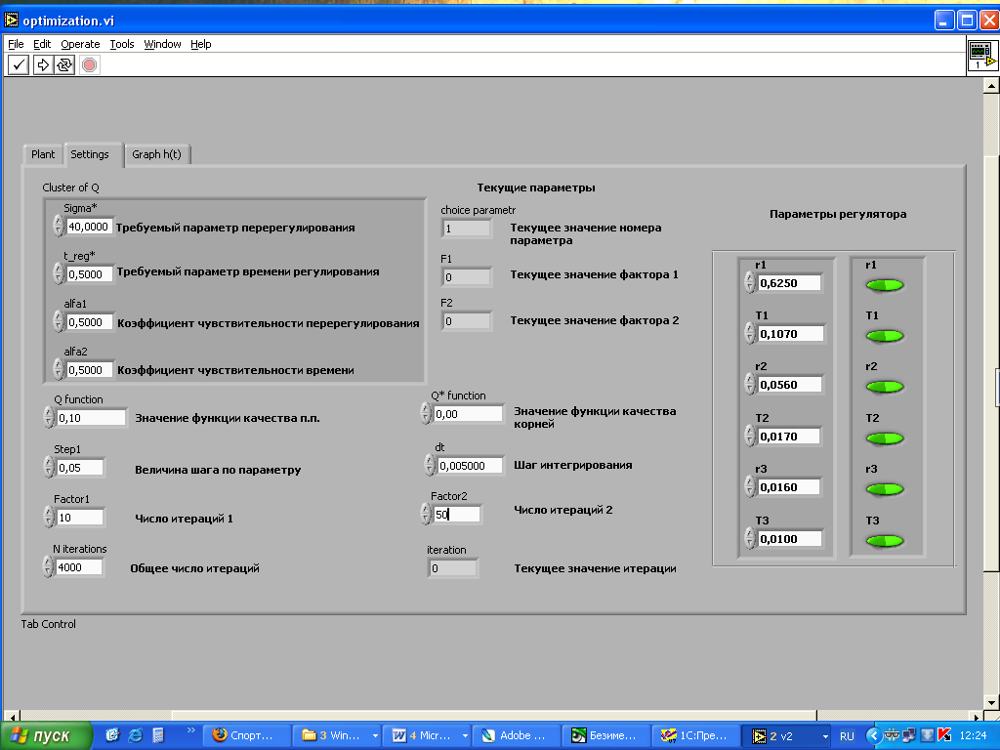 optimization.vi
File Edit Operate Tools Window Help
1
Plant Settings Graph h(t)
Cluster of Q
Sigma*
40,0000 Требуемый параметр перерегулирования
t_reg*
0,5000 Требуемый параметр времени регулирования
alfa1
0,5000 Коэффициент чувствительности перерегулирования
alfa2
0,5000 Коэффициент чувствительности времени
Q function
0,10 Значение функции качества п.п.
Step1
0,05 Величина шага по параметру
Factor1
10 Число итераций 1
N iterations
4000 Общее число итераций
Текущие параметры
choice parametr
1 Текущее значение номера
параметра
F1
0 Текущее значение фактора 1
F2
0 Текущее значение фактора 2
Q* function
0,00 Значение функции качества
корней
dt
0,005000 Шаг интегрирования
Factor2
50 Число итераций 2
iteration
0 Текущее значение итерации
Параметры регулятора
r1 r1
0,6250
T1 T1
0,1070
r2 r2
0,0560
T2 T2
0,0170
r3 r3
0,0160
T3 T3
0,0100
Tab Control
пуск » Спорт... 3 Win... 4 Micr... Adobe ... Безиме... 1С:Пре... 2 v2 RU 12:24